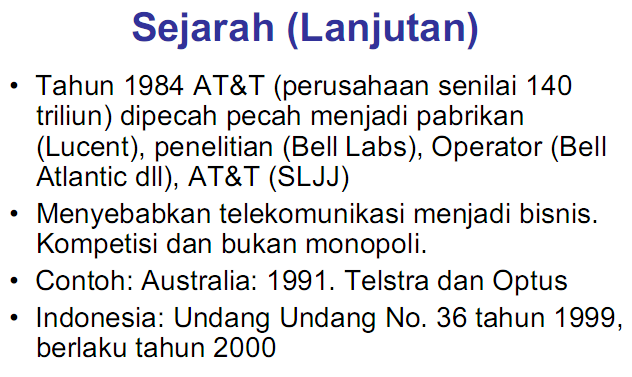 Sejarah (Lanjutan)
• Tahun 1984 AT&T (perusahaan senilai 140
triliun) dipecah pecah menjadi pabrikan
(Lucent), penelitian (Bell Labs), Operator (Bell
Atlantic dll), AT&T (SLJJ)
• Menyebabkan telekomunikasi menjadi bisnis.
Kompetisi dan bukan monopoli.
• Contoh: Australia: 1991. Telstra dan Optus
• Indonesia: Undang Undang No. 36 tahun 1999,
berlaku tahun 2000